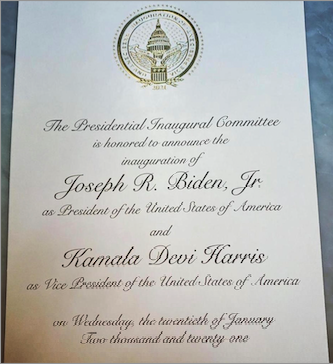 The Presidential Inaugural Committee
is honored to announce the
inauguration of
Joseph R. Biden, Jr.
as President of the United States of America
and
Kamala Devi Harris
as Vice President of the United States of America
on Wednesday, the twentieth of January
Two thousand and twenty one